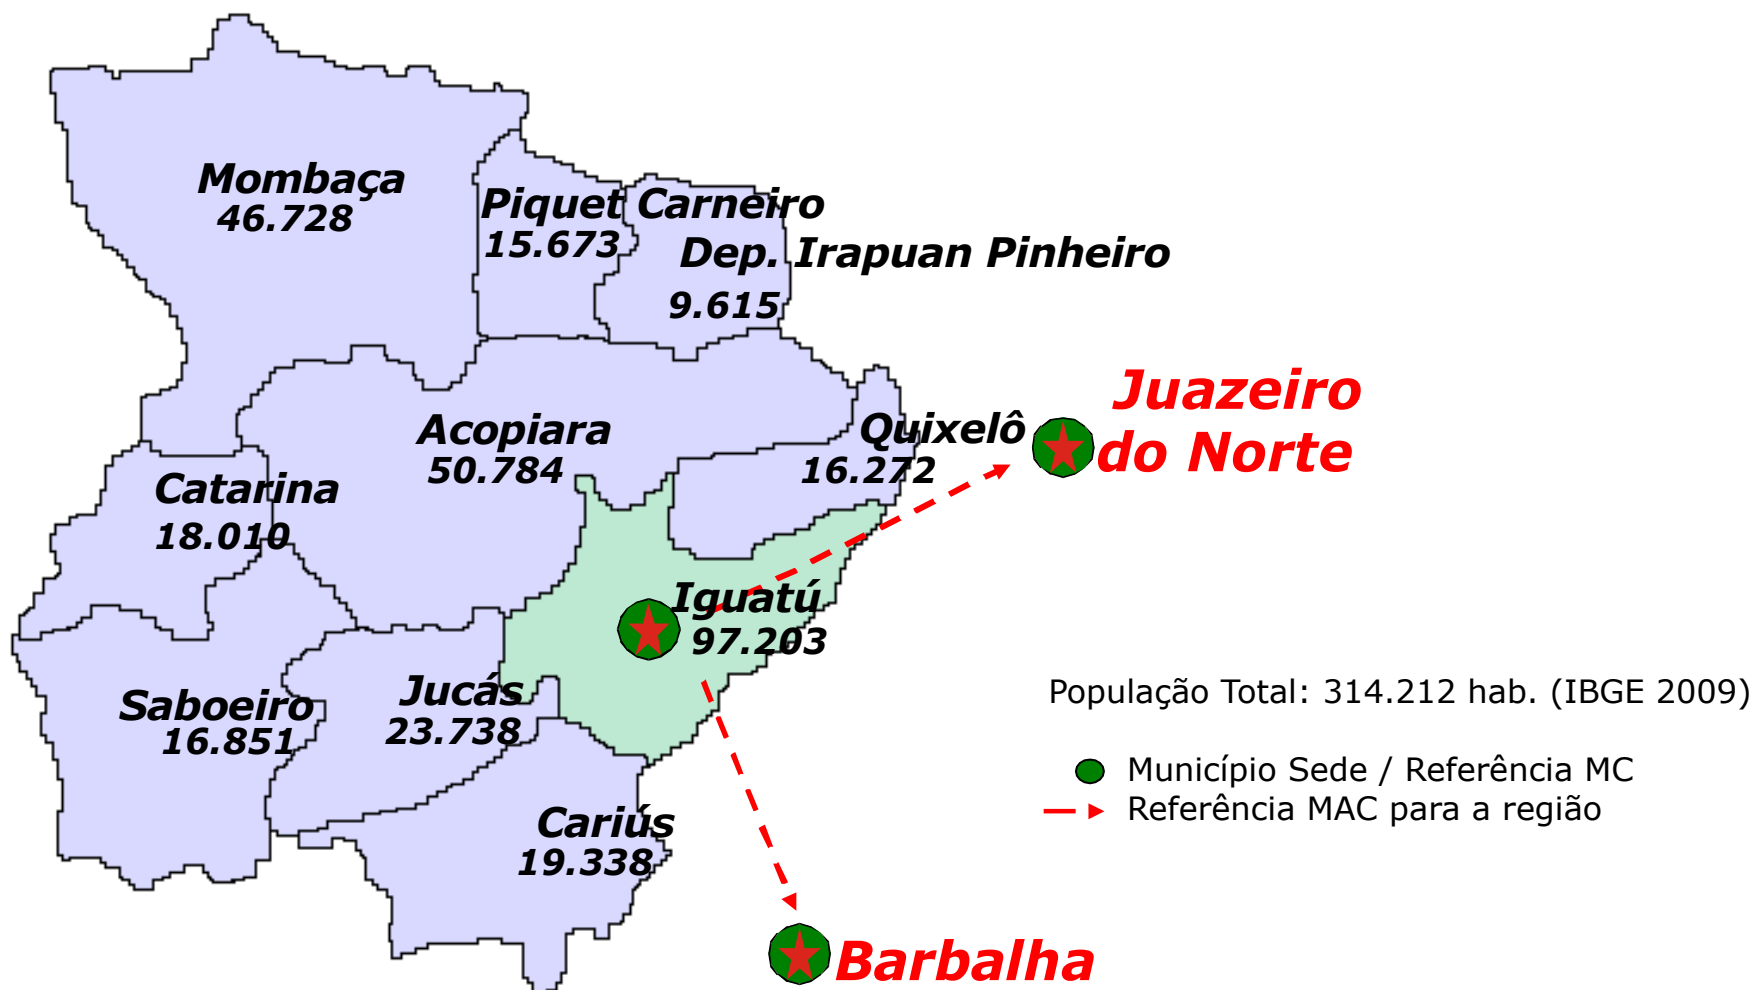 Mombaça
46.728
Piquet Carneiro
15.673
Dep. Irapuan Pinheiro
9.615
Juazeiro
do Norte
Acopiara
50.784
Quixelô
16.272
Catarina
18.010
Iguatú
97.203
Saboeiro
16.851
Jucás
23.738
População Total: 314.212 hab. (IBGE 2009)
Município Sede / Referência MC
Referência MAC para a região
Cariús
19.338
Barbalha